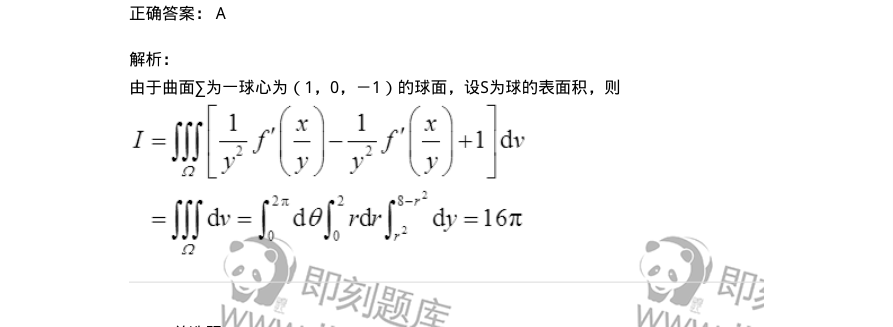 正确答案： A
解析：
由于曲面∑为一球心为（1，0，－1）的球面，设S为球的表面积，则
I = ∭_Ω [ 1/y² f′(x/y) − 1/y² f′(x/y) + 1 ] dv
= ∭_Ω dv = ∫_0^{2π} dθ ∫_0^2 rdr ∫_{r²}^{8−r²} dy = 16π
即刻题库
即刻